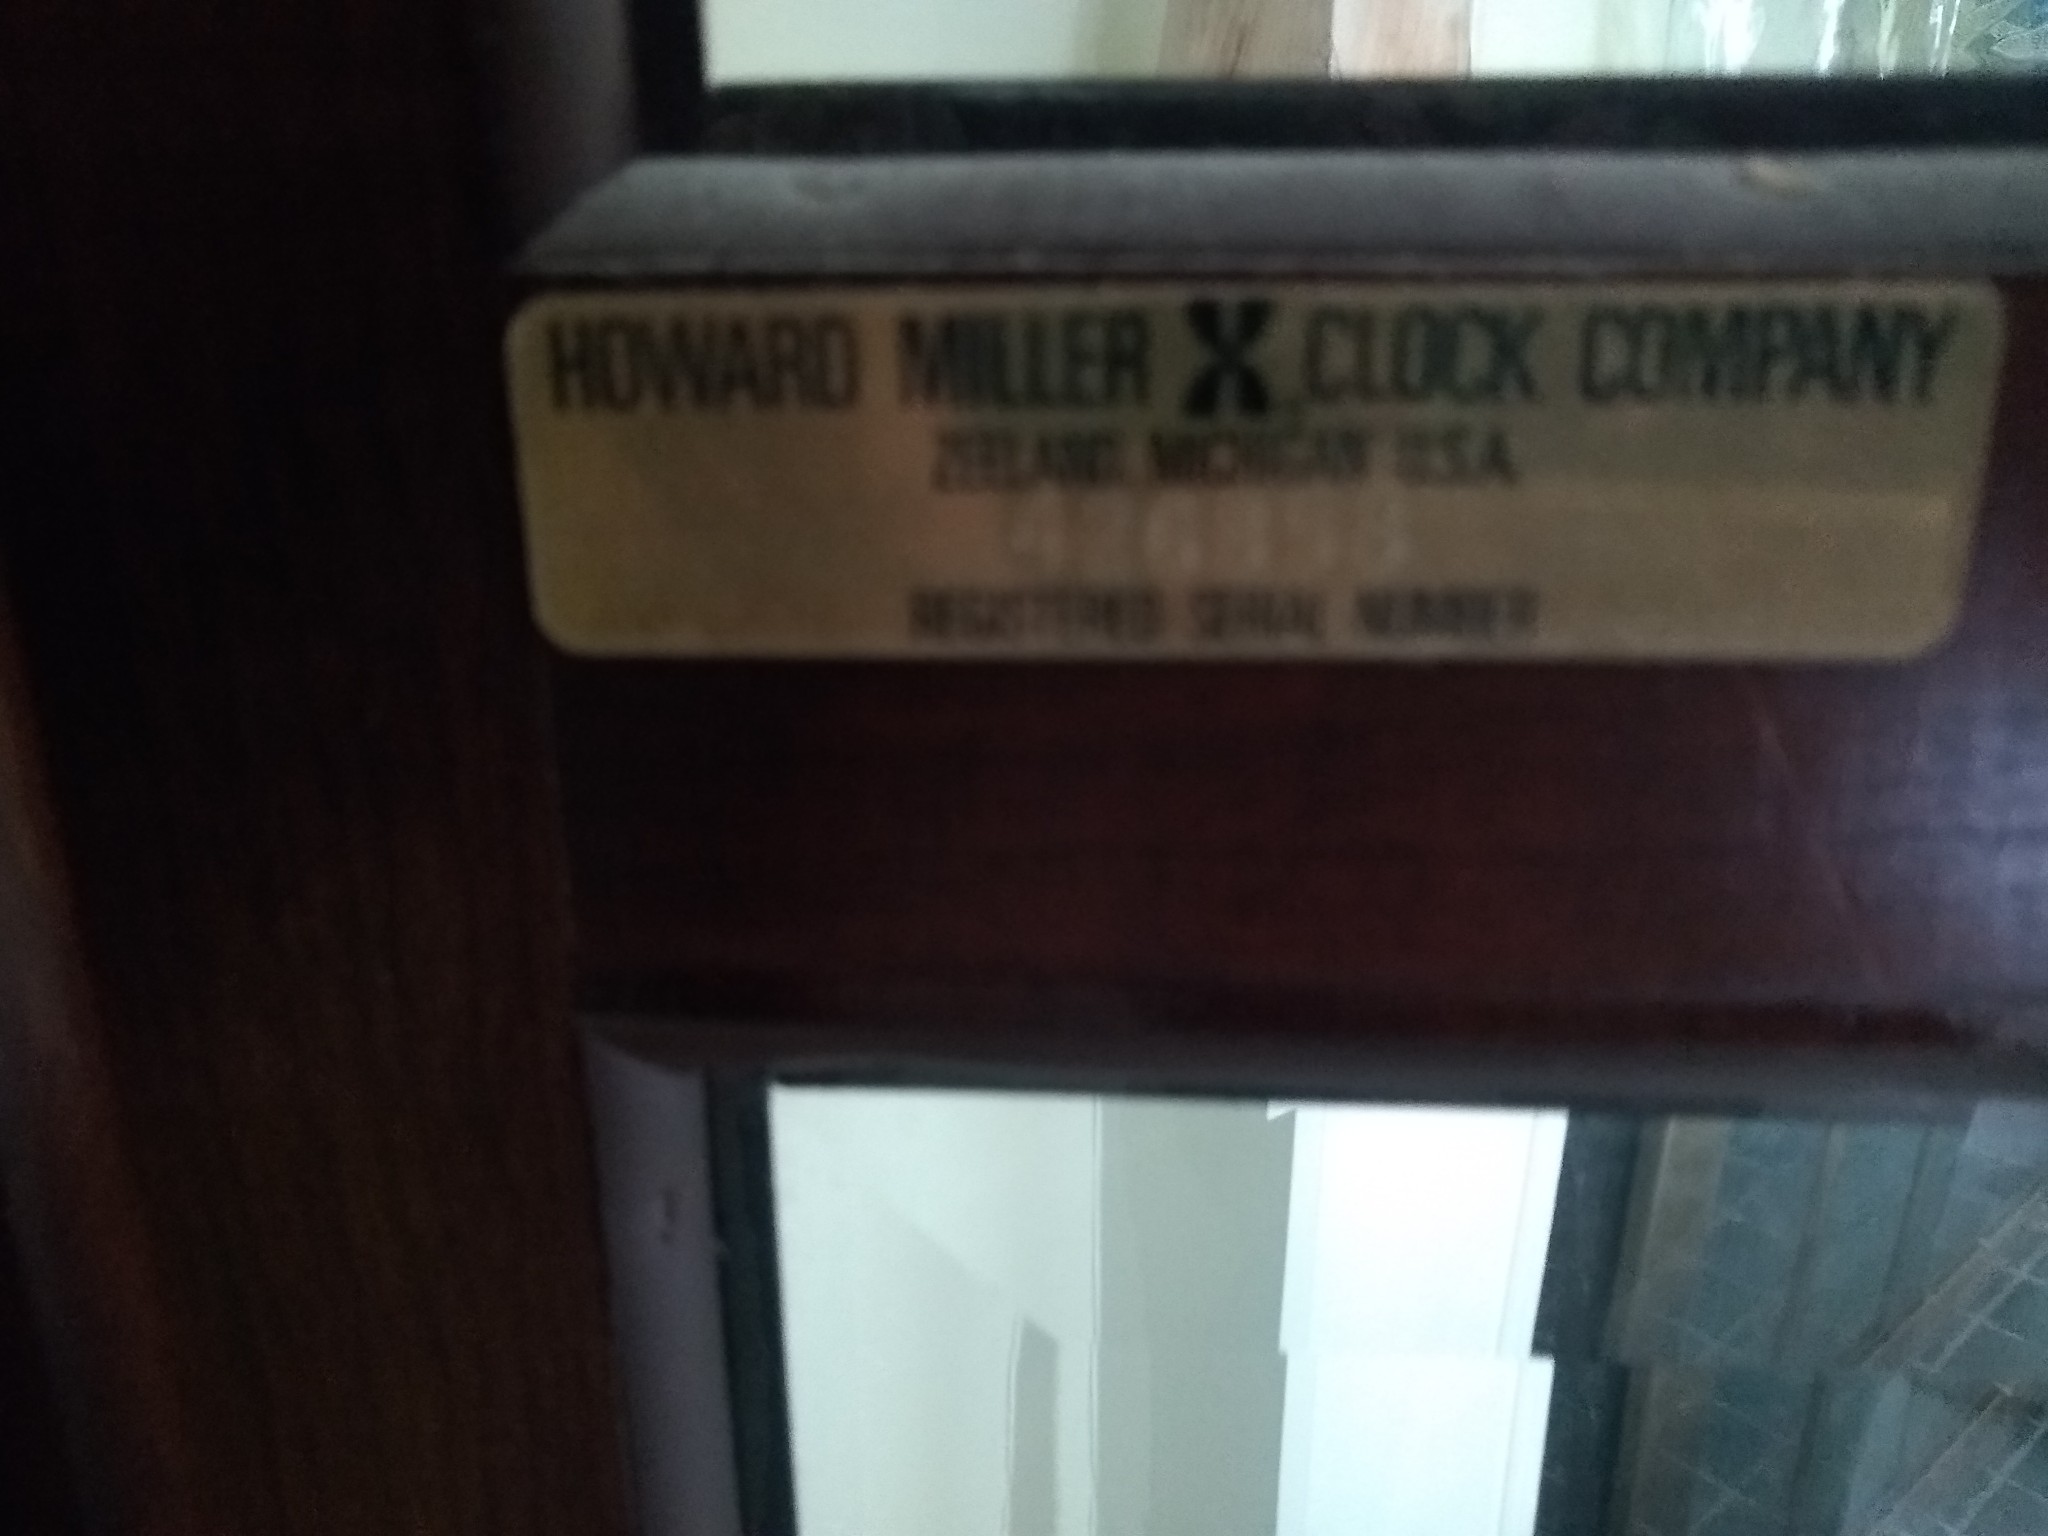 HOWARD MILLER CLOCK COMPANY
ZEELAND, MICHIGAN U.S.A.
REGISTERED SERIAL NUMBER